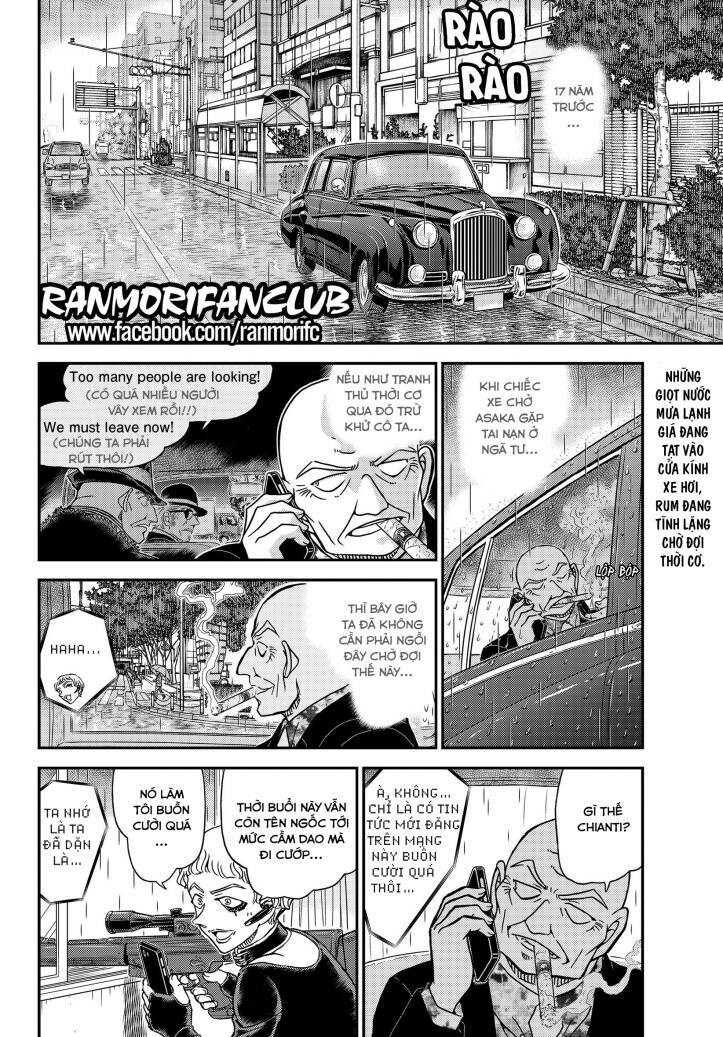 RÀO
RÀO
17 NĂM
TRƯỚC
...
RANMORIFANCLUB
www.facebook.com/ranmorifc
NHỮNG
GIỌT NƯỚC
MƯA LẠNH
GIÁ ĐANG
TẠT VÀO
CỬA KÍNH
XE HƠI,
RUM ĐANG
TĨNH LẶNG
CHỜ ĐỢI
THỜI CƠ.
KHI CHIẾC
XE CHỞ
ASAKA GẶP
TAI NẠN Ở
NGÃ TƯ...
LỘP BỘP
NẾU NHƯ TRANH
THỦ THỜI CƠ
QUA ĐÓ TRỪ
KHỬ CÔ TA...
Too many people are looking!
(CÓ QUÁ NHIỀU NGƯỜI
VÂY XEM RỒI!!)
We must leave now!
(CHÚNG TA PHẢI
RÚT THÔI!)
THÌ BÂY GIỜ
TA ĐÃ KHÔNG
CẦN PHẢI NGỒI
ĐÂY CHỜ ĐỢI
THẾ NÀY...
HAHA...
GÌ THẾ
CHIANTI?
À, KHÔNG...
CHỈ LÀ CÓ TIN
TỨC MỚI ĐĂNG
TRÊN MẠNG
NÀY BUỒN
CƯỜI QUÁ
THÔI...
THỜI BUỔI NÀY VẪN
CÒN TÊN NGỐC TỚI
MỨC CẦM DAO MÀ
ĐI CƯỚP...
NÓ LÀM
TÔI BUỒN
CƯỜI QUÁ
...
TA NHỚ
LÀ TA
ĐÃ DẶN
LÀ...